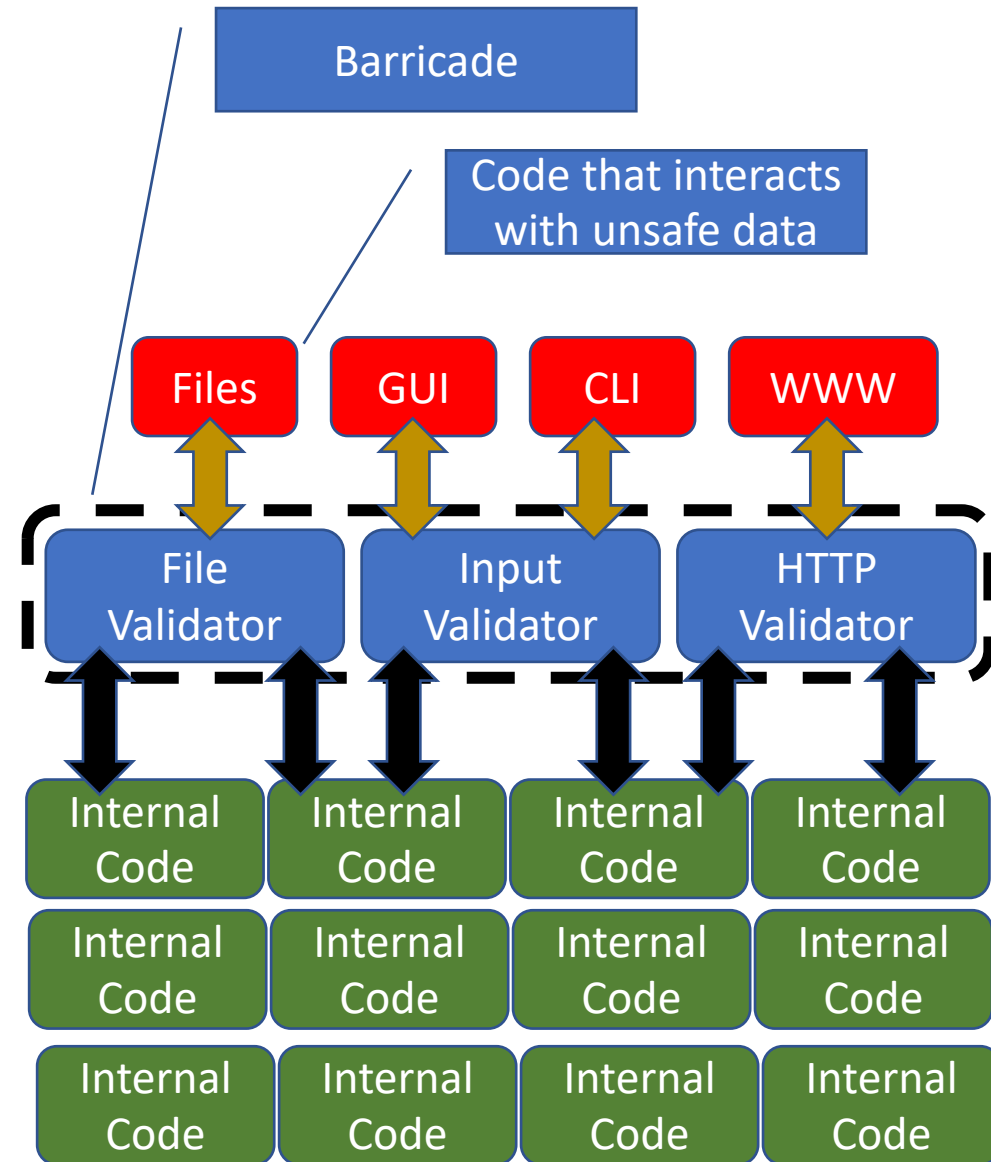 Barricade
Code that interacts
with unsafe data
Files
GUI
CLI
WWW
File
Validator
Input
Validator
HTTP
Validator
Internal
Code
Internal
Code
Internal
Code
Internal
Code
Internal
Code
Internal
Code
Internal
Code
Internal
Code
Internal
Code
Internal
Code
Internal
Code
Internal
Code